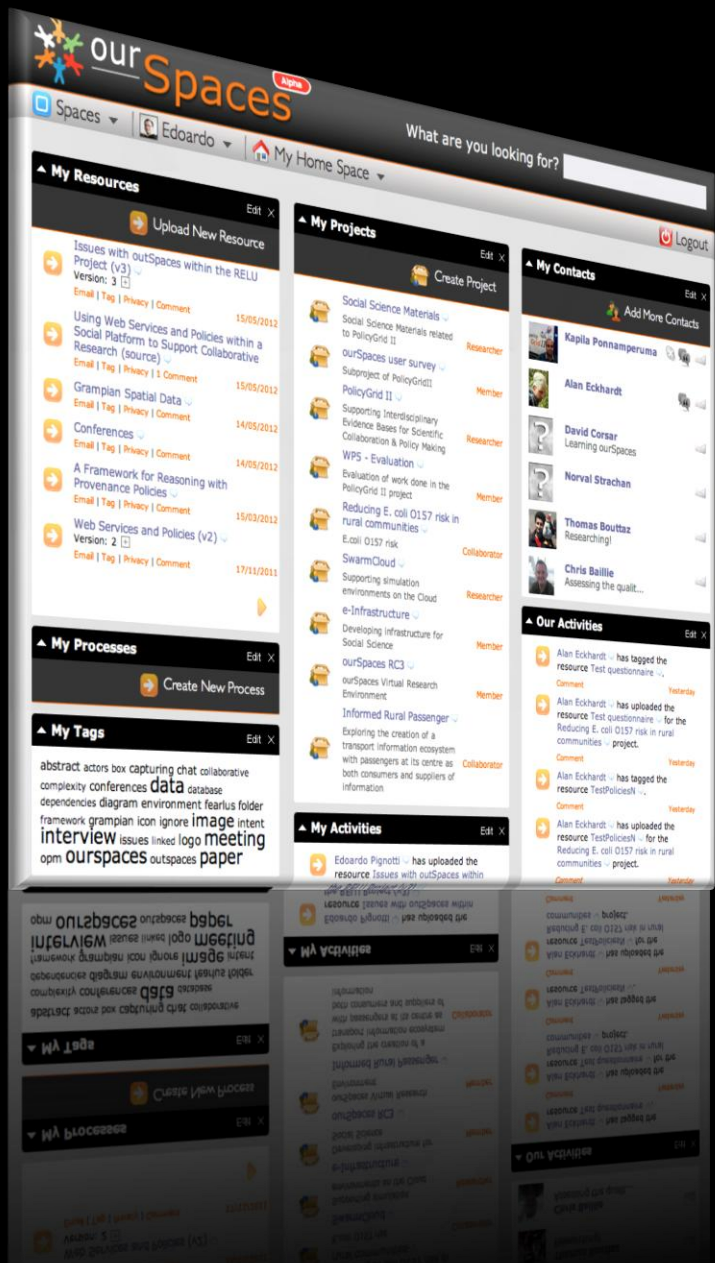 our
Spaces
Alpha
What are you looking for?
Spaces
Edoardo
My Home Space
Logout
My Resources
Edit X
Upload New Resource
Issues with outSpaces within the RELU
Project (v3)
Version: 3 +
Email | Tag | Privacy | Comment
15/05/2012
Using Web Services and Policies within a
Social Platform to Support Collaborative
Research (source)
Email | Tag | Privacy | 1 Comment
15/05/2012
Grampian Spatial Data
Email | Tag | Privacy | Comment
14/05/2012
Conferences
Email | Tag | Privacy | Comment
14/05/2012
A Framework for Reasoning with
Provenance Policies
Email | Tag | Privacy | Comment
15/03/2012
Web Services and Policies (v2)
Version: 2 +
Email | Tag | Privacy | Comment
17/11/2011
My Processes
Edit X
Create New Process
My Tags
Edit X
abstract actors box capturing chat collaborative
complexity conferences data database
dependencies diagram environment fearlus folder
framework grampian icon ignore image intent
interview issues linked logo meeting
opm ourspaces outspaces paper
My Projects
Edit X
Create Project
Social Science Materials
Social Science Materials related
to PolicyGrid II
Researcher
ourSpaces user survey
Subproject of PolicyGridII
Member
PolicyGrid II
Supporting Interdisciplinary
Evidence Bases for Scientific
Collaboration & Policy Making
Researcher
WP5 - Evaluation
Evaluation of work done in the
PolicyGrid II project
Member
Reducing E. coli O157 risk in
rural communities
E.coli O157 risk
Collaborator
SwarmCloud
Supporting simulation
environments on the Cloud
Researcher
e-Infrastructure
Developing infrastructure for
Social Science
Member
ourSpaces RC3
ourSpaces Virtual Research
Environment
Member
Informed Rural Passenger
Exploring the creation of a
transport information ecosystem
with passengers at its centre as
both consumers and suppliers of
information
Collaborator
My Activities
Edit X
Edoardo Pignotti has uploaded the
resource Issues with outSpaces within
My Contacts
Edit X
Add More Contacts
Kapila Ponnamperuma
Alan Eckhardt
David Corsar
Learning ourSpaces
Norval Strachan
Thomas Bouttaz
Researching!
Chris Baillie
Assessing the qualit....
Our Activities
Edit X
Alan Eckhardt has tagged the
resource Test questionnaire .
Comment
Yesterday
Alan Eckhardt has uploaded the
resource Test questionnaire for the
Reducing E. coli O157 risk in rural
communities project.
Comment
Yesterday
Alan Eckhardt has tagged the
resource TestPoliciesN .
Comment
Yesterday
Alan Eckhardt has uploaded the
resource TestPoliciesN for the
Reducing E. coli O157 risk in rural
communities project.
Comment
Yesterday